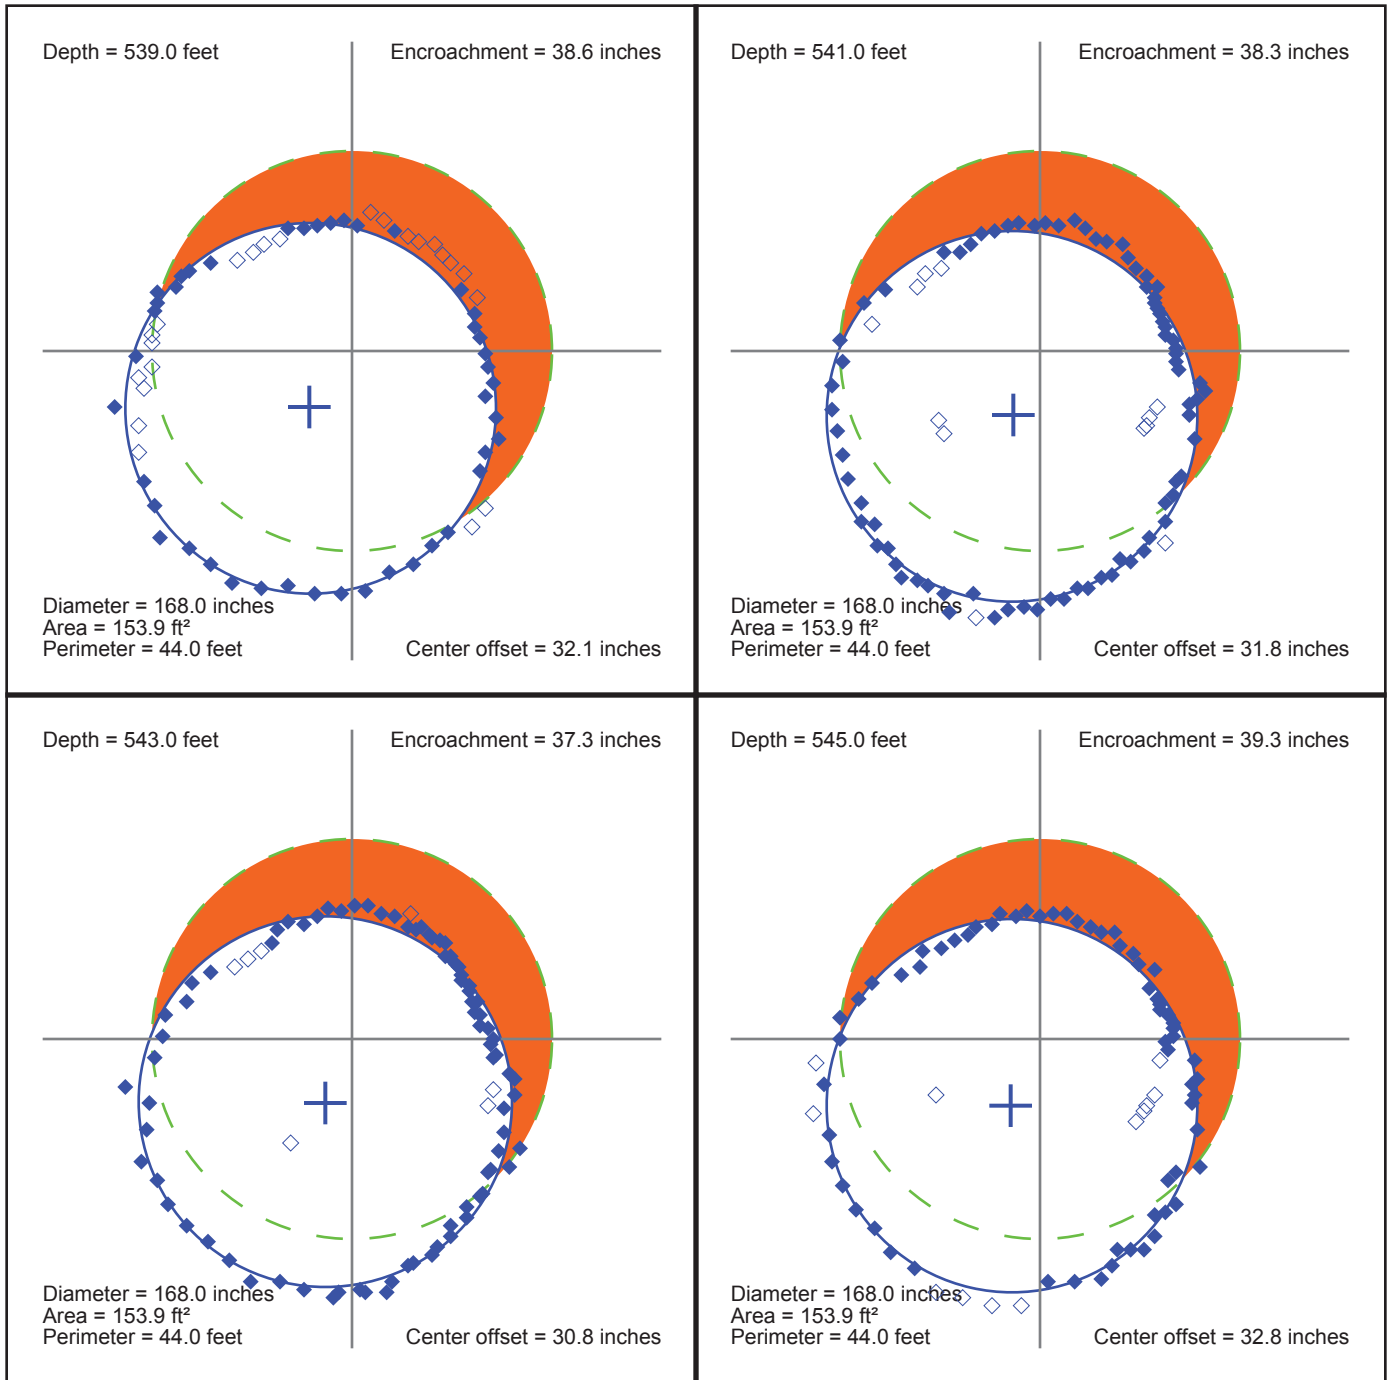 Depth = 539.0 feet
Encroachment = 38.6 inches
Diameter = 168.0 inches
Area = 153.9 ft²
Perimeter = 44.0 feet
Center offset = 32.1 inches
Depth = 541.0 feet
Encroachment = 38.3 inches
Diameter = 168.0 inches
Area = 153.9 ft²
Perimeter = 44.0 feet
Center offset = 31.8 inches
Depth = 543.0 feet
Encroachment = 37.3 inches
Diameter = 168.0 inches
Area = 153.9 ft²
Perimeter = 44.0 feet
Center offset = 30.8 inches
Depth = 545.0 feet
Encroachment = 39.3 inches
Diameter = 168.0 inches
Area = 153.9 ft²
Perimeter = 44.0 feet
Center offset = 32.8 inches